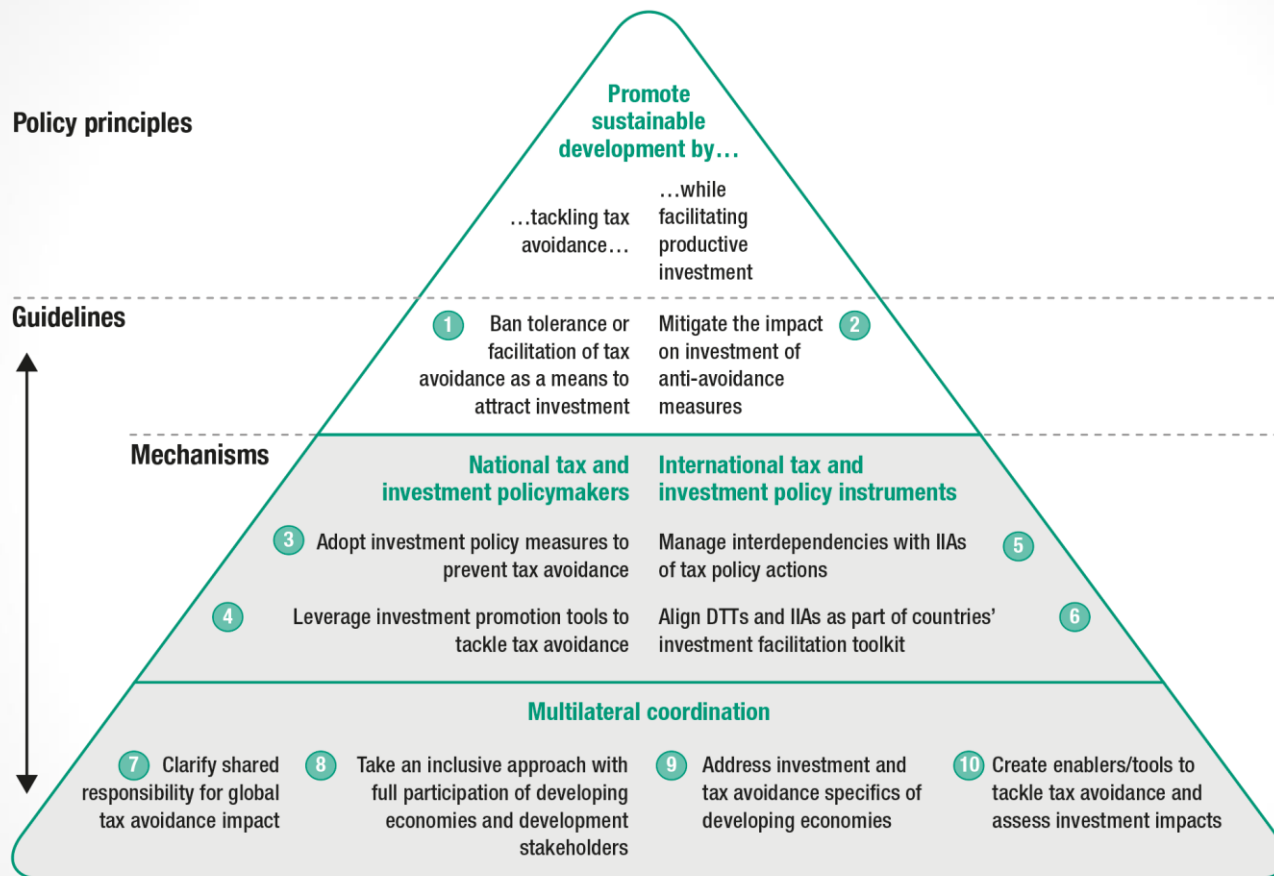 Policy principles
Promote
sustainable
development by…
…tackling tax
avoidance…
…while
facilitating
productive
investment
Guidelines
1
Ban tolerance or
facilitation of tax
avoidance as a means to
attract investment
Mitigate the impact
on investment of
anti-avoidance
measures
2
Mechanisms
National tax and
investment policymakers
International tax and
investment policy instruments
3
Adopt investment policy measures to
prevent tax avoidance
Manage interdependencies with IIAs
of tax policy actions
5
4
Leverage investment promotion tools to
tackle tax avoidance
Align DTTs and IIAs as part of countries’
investment facilitation toolkit
6
Multilateral coordination
7
Clarify shared
responsibility for global
tax avoidance impact
8
Take an inclusive approach with
full participation of developing
economies and development
stakeholders
9
Address investment and
tax avoidance specifics of
developing economies
10
Create enablers/tools to
tackle tax avoidance and
assess investment impacts